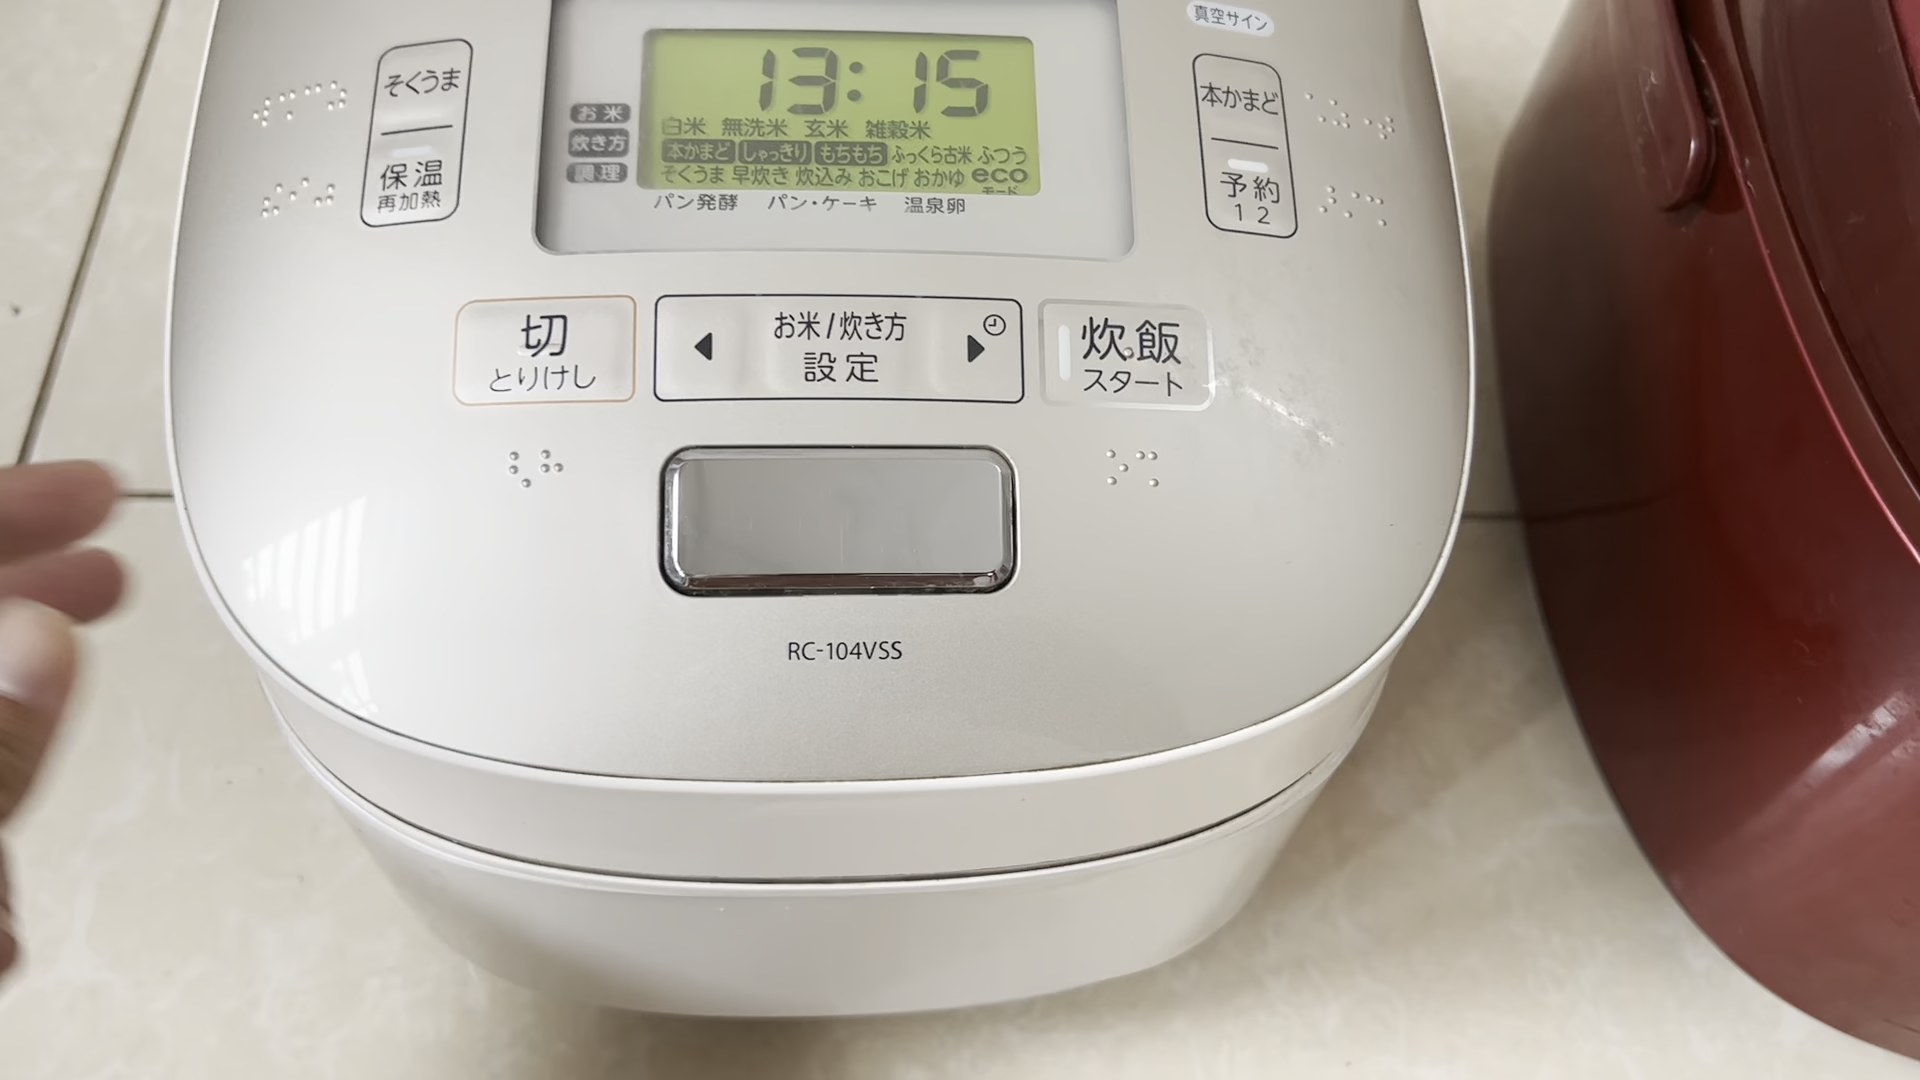 真空サイン
13:15
そくうま
保温
再加熱
お米
炊き方
調理
白米 無洗米 玄米 雑穀米
本かまど しゃっきり もちもち ふっくら古米 ふつう
そくうま 早炊き 炊込み おこげ おかゆ eco
モード
パン発酵 パン・ケーキ 温泉卵
本かまど
予約
1 2
切
とりけし
お米/炊き方
設定
炊飯
スタート
RC-104VSS